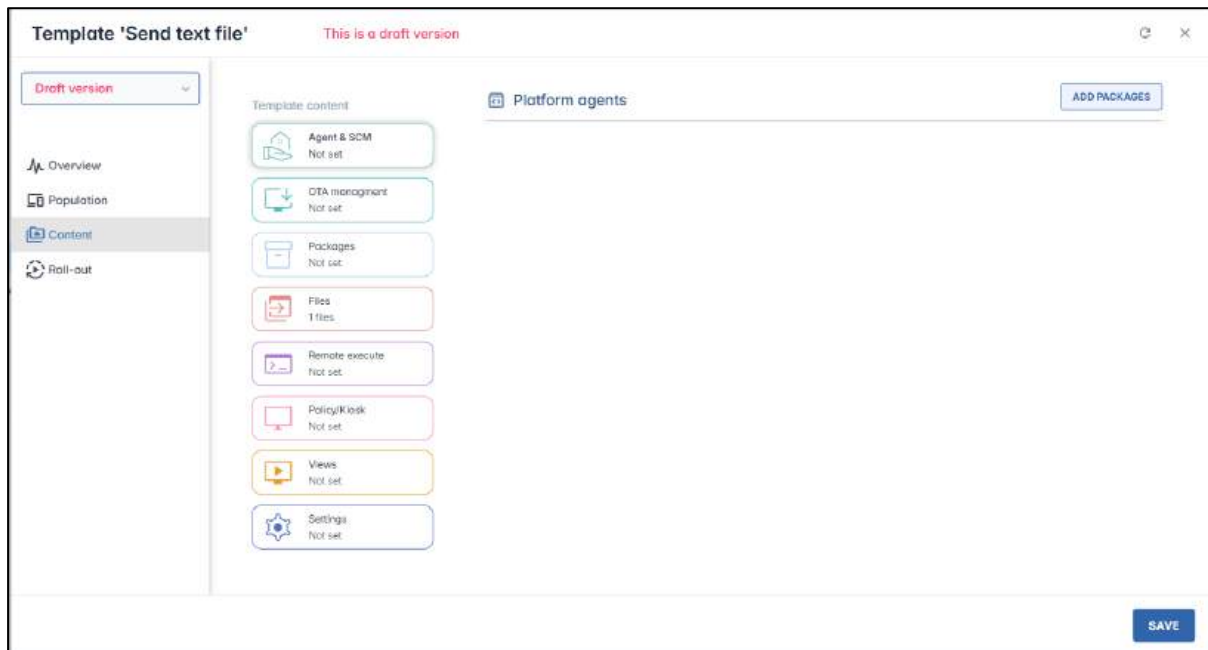 Template 'Send text file'
This is a draft version
Draft version
Overview
Population
Content
Roll-out
Template content
Agent & SCM
Not set
OTA managment
Not set
Packages
Not set
Files
1 files
Remote execute
Not set
Policy/Kiosk
Not set
Views
Not set
Settings
Not set
Platform agents
ADD PACKAGES
SAVE